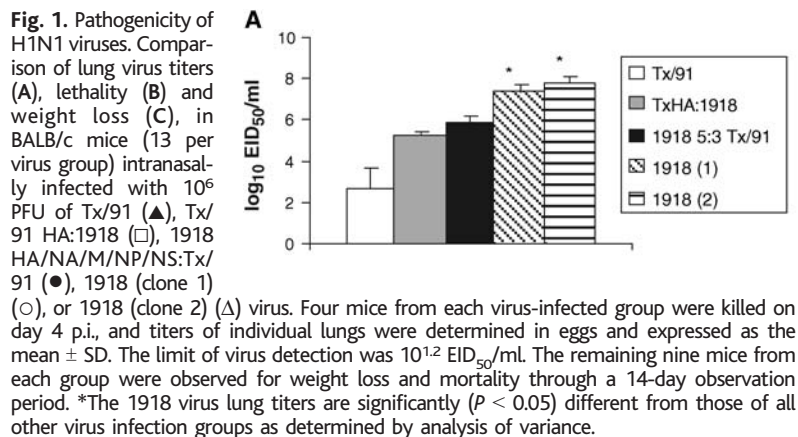 Fig. 1. Pathogenicity of
H1N1 viruses. Compar-
ison of lung virus titers
(A), lethality (B) and
weight loss (C), in
BALB/c mice (13 per
virus group) intranasal-
ly infected with 10⁶
PFU of Tx/91 (▲), Tx/
91 HA:1918 (□), 1918
HA/NA/M/NP/NS:Tx/
91 (●), 1918 (clone 1)
(○), or 1918 (clone 2) (Δ) virus. Four mice from each virus-infected group were killed on
day 4 p.i., and titers of individual lungs were determined in eggs and expressed as the
mean ± SD. The limit of virus detection was 10¹·² EID₅₀/ml. The remaining nine mice from
each group were observed for weight loss and mortality through a 14-day observation
period. *The 1918 virus lung titers are significantly (P < 0.05) different from those of all
other virus infection groups as determined by analysis of variance.
A
log₁₀ EID₅₀/ml
10
8
6
4
2
0
* *
Tx/91
TxHA:1918
1918 5:3 Tx/91
1918 (1)
1918 (2)